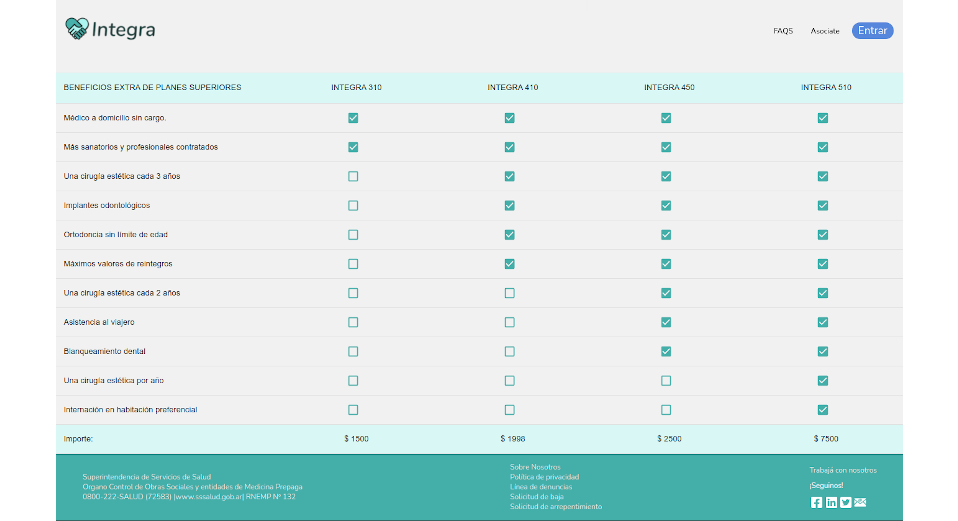 Integra
FAQS Asociate Entrar
BENEFICIOS EXTRA DE PLANES SUPERIORES INTEGRA 310 INTEGRA 410 INTEGRA 450 INTEGRA 510
Médico a domicilio sin cargo.
Más sanatorios y profesionales contratados
Una cirugía estética cada 3 años
Implantes odontológicos
Ortodoncia sin límite de edad
Máximos valores de reintegros
Una cirugía estética cada 2 años
Asistencia al viajero
Blanqueamiento dental
Una cirugía estética por año
Internación en habitación preferencial
Importe: $ 1500 $ 1998 $ 2500 $ 7500
Superintendencia de Servicios de Salud
Organo Control de Obras Sociales y entidades de Medicina Prepaga
0800-222-SALUD (72583) |www.sssalud.gob.ar| RNEMP Nº 132
Sobre Nosotros
Política de privacidad
Línea de denuncias
Solicitud de baja
Solicitud de arrepentimiento
Trabajá con nosotros
¡Seguinos!